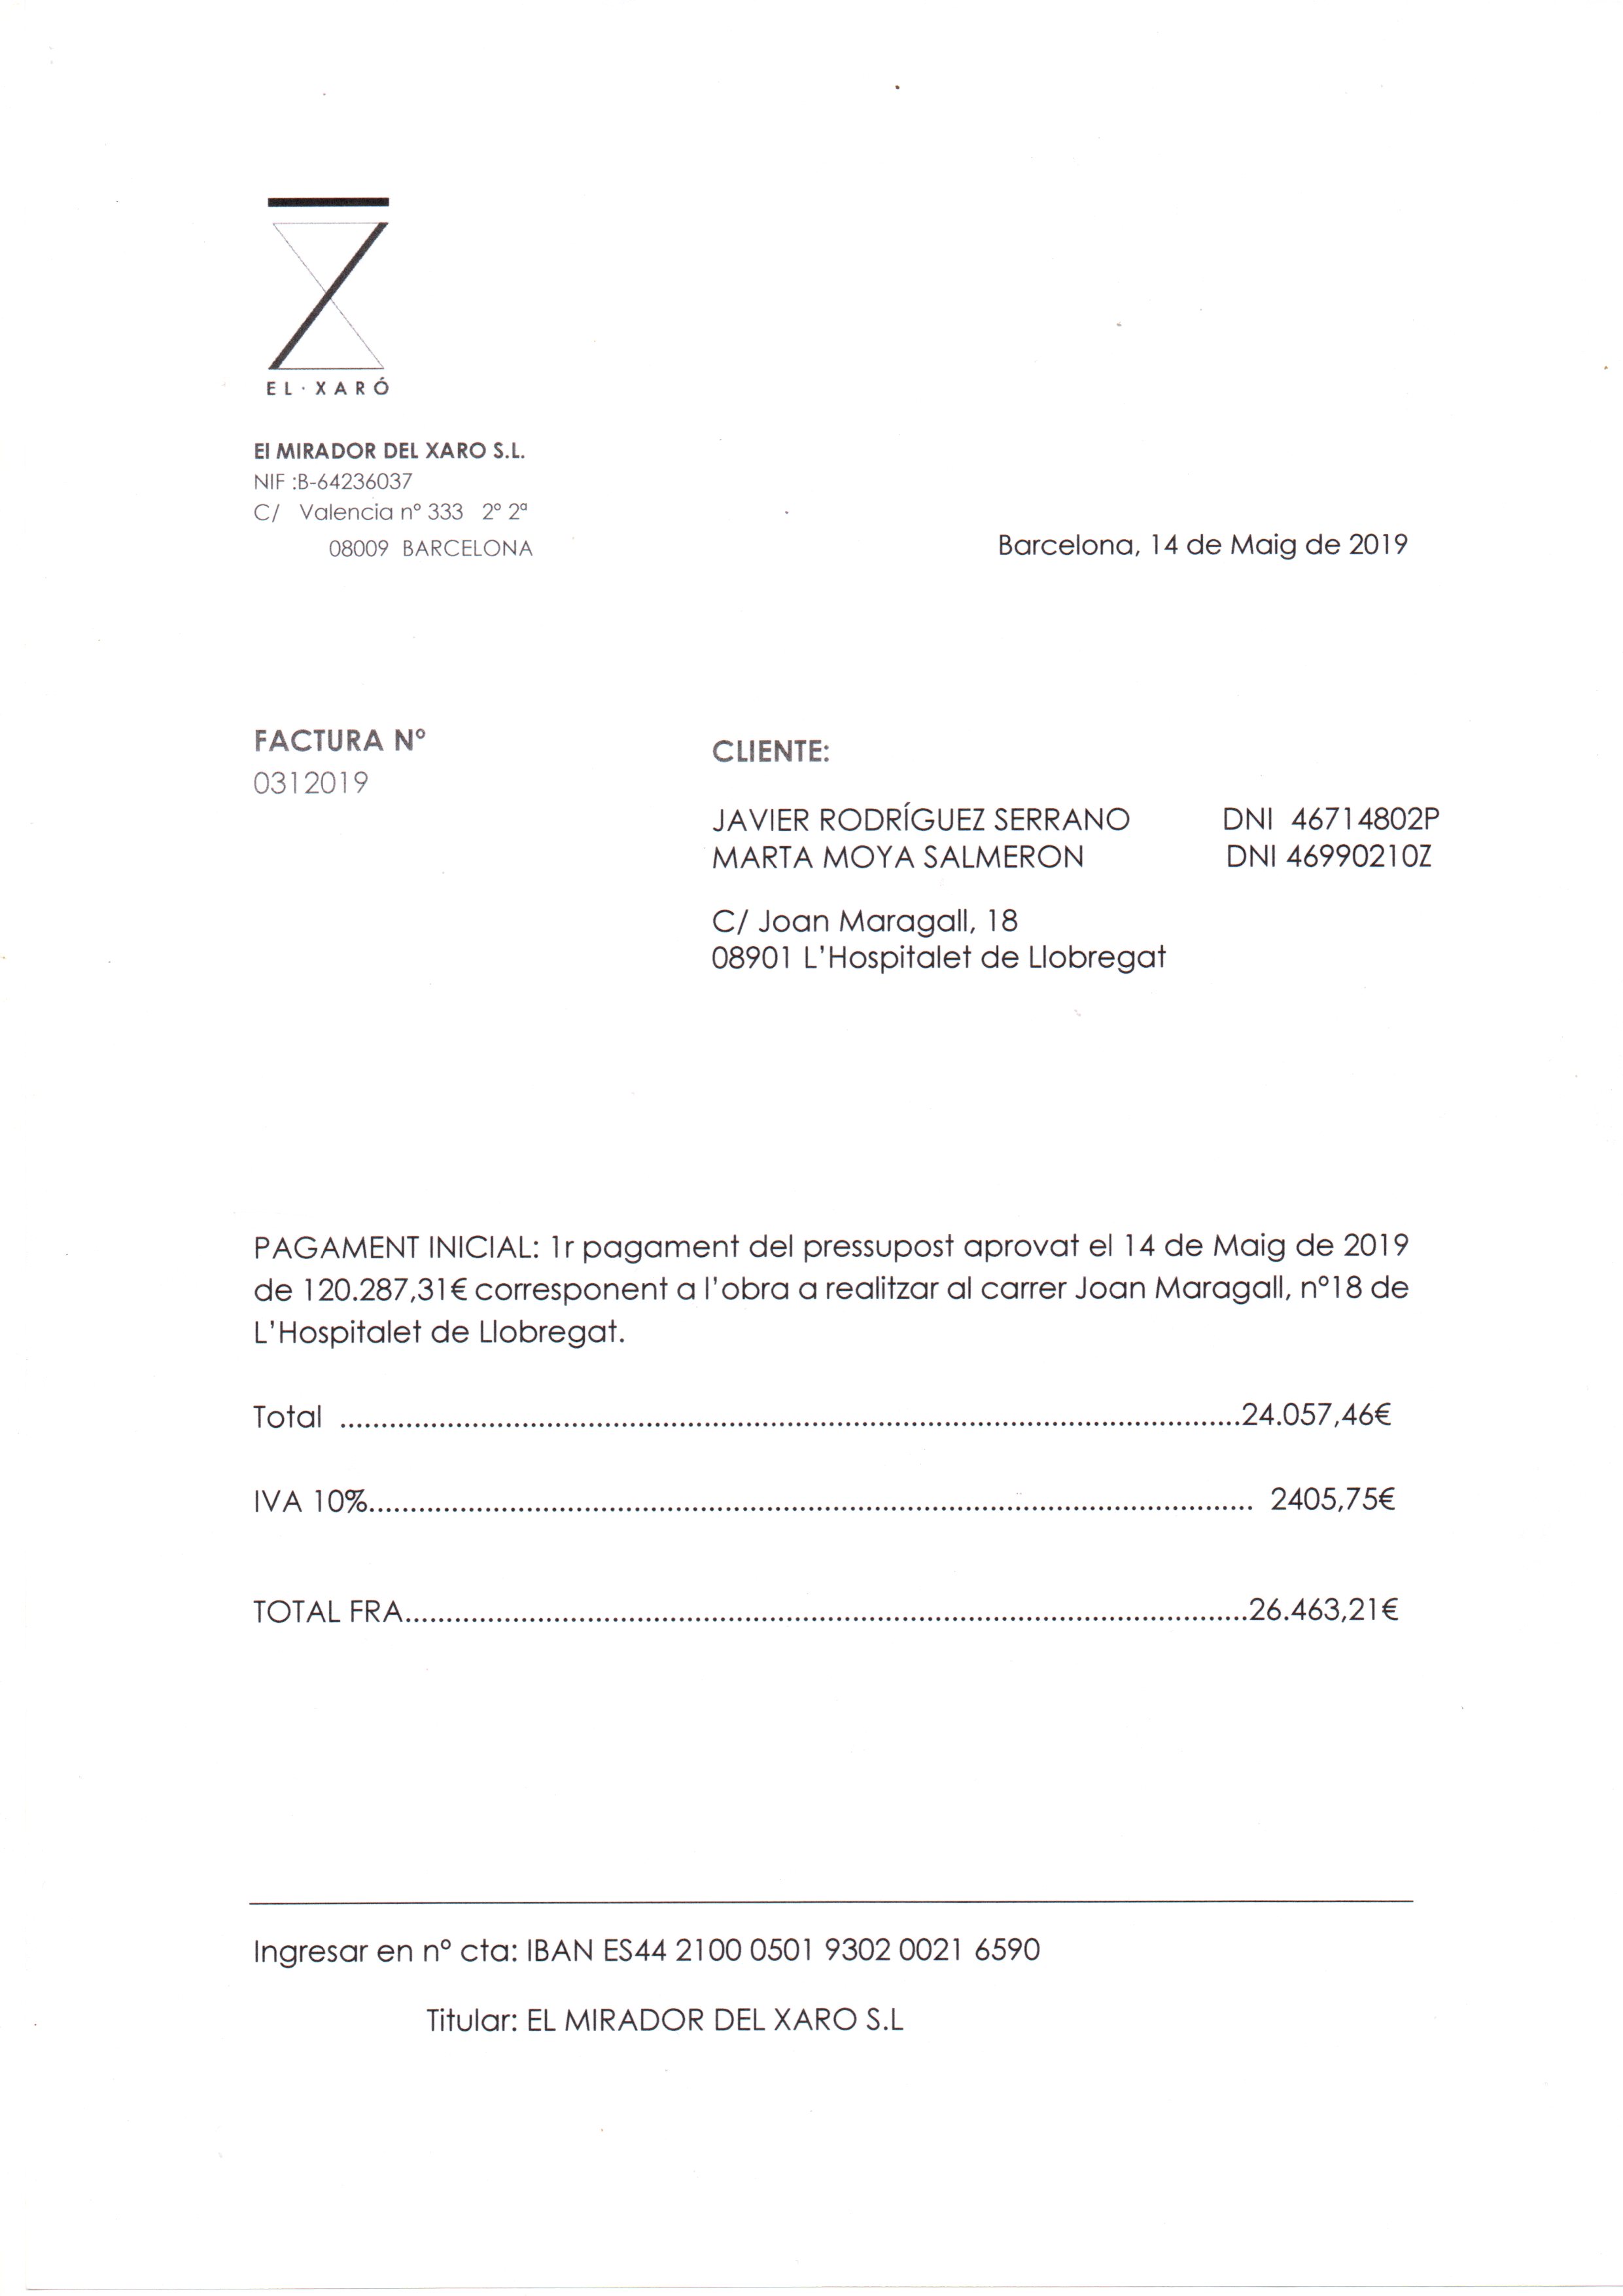 EL·XARÓ
El MIRADOR DEL XARO S.L.
NIF :B-64236037
C/ Valencia nº 333 2º 2ª
08009 BARCELONA
Barcelona, 14 de Maig de 2019
FACTURA Nº
0312019
CLIENTE:
JAVIER RODRÍGUEZ SERRANO DNI 46714802P
MARTA MOYA SALMERON DNI 46990210Z
C/ Joan Maragall, 18
08901 L'Hospitalet de Llobregat
PAGAMENT INICIAL: 1r pagament del pressupost aprovat el 14 de Maig de 2019
de 120.287,31€ corresponent a l'obra a realitzar al carrer Joan Maragall, nº18 de
L'Hospitalet de Llobregat.
Total ........................................................................................................24.057,46€
IVA 10%........................................................................................................ 2405,75€
TOTAL FRA....................................................................................................26.463,21€
Ingresar en nº cta: IBAN ES44 2100 0501 9302 0021 6590
Titular: EL MIRADOR DEL XARO S.L